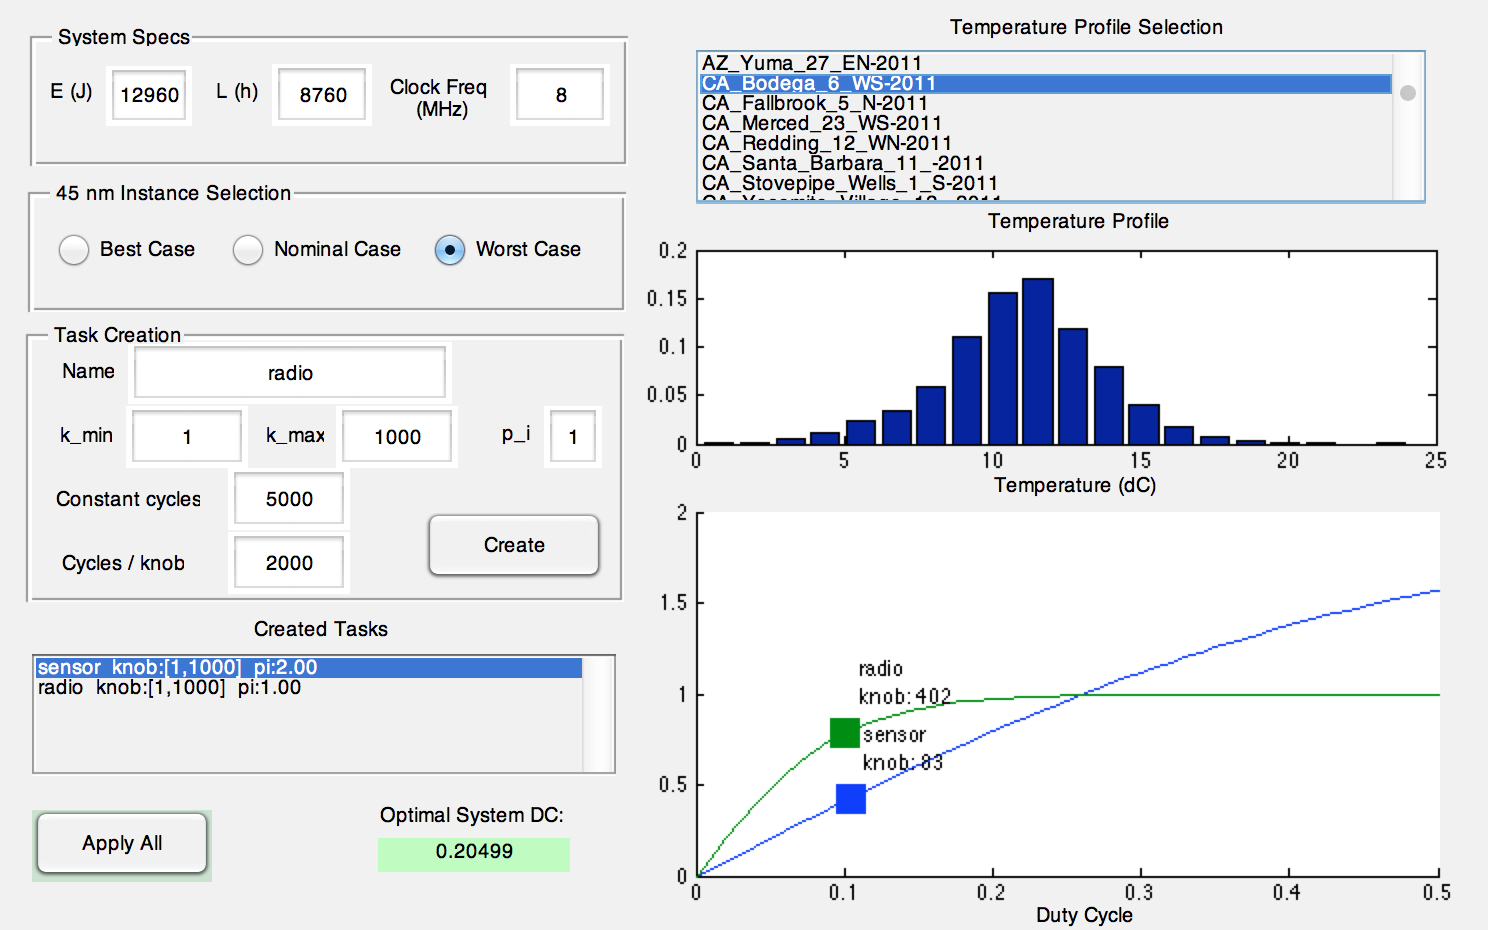 System Specs
E (J) 12960 L (h) 8760 Clock Freq (MHz) 8
45 nm Instance Selection
Best Case Nominal Case Worst Case
Task Creation
Name radio
k_min 1 k_max 1000 p_i 1
Constant cycles 5000
Cycles / knob 2000
Create
Created Tasks
sensor knob:[1,1000] pi:2.00
radio knob:[1,1000] pi:1.00
Apply All
Optimal System DC:
0.20499
Temperature Profile Selection
AZ_Yuma_27_EN-2011
CA_Bodega_6_WS-2011
CA_Fallbrook_5_N-2011
CA_Merced_23_WS-2011
CA_Redding_12_WN-2011
CA_Santa_Barbara_11_-2011
CA_Stovepipe_Wells_1_S-2011
Temperature Profile
0.2
0.15
0.1
0.05
0
0 5 10 15 20 25
Temperature (dC)
2
1.5
1
0.5
0
radio
knob: 402
sensor
knob: 83
0 0.1 0.2 0.3 0.4 0.5
Duty Cycle